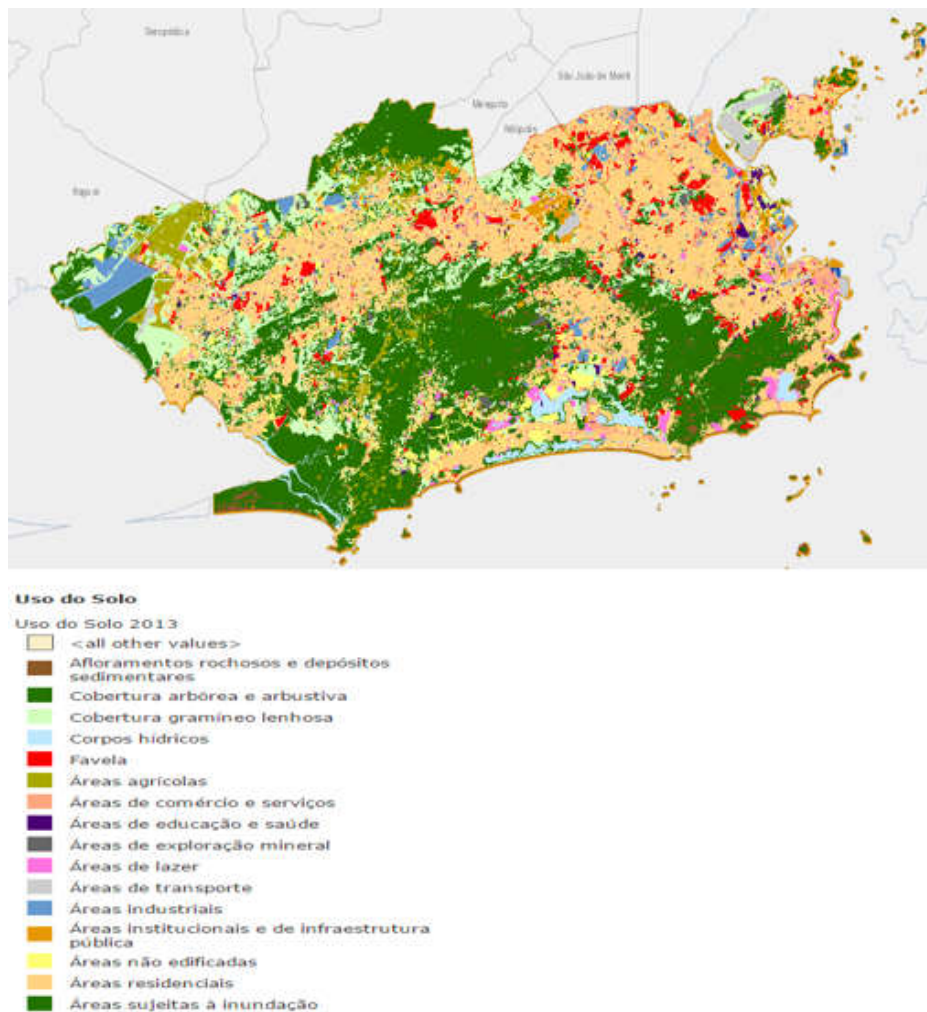 Seropédica
São João de Meriti
Mesquita
Nilópolis
Itaguaí
Uso do Solo
Uso do Solo 2013
<all other values>
Afloramentos rochosos e depósitos
sedimentares
Cobertura arbórea e arbustiva
Cobertura gramíneo lenhosa
Corpos hídricos
Favela
Áreas agrícolas
Áreas de comércio e serviços
Áreas de educação e saúde
Áreas de exploração mineral
Áreas de lazer
Áreas de transporte
Áreas industriais
Áreas institucionais e de infraestrutura
pública
Áreas não edificadas
Áreas residenciais
Áreas sujeitas à inundação